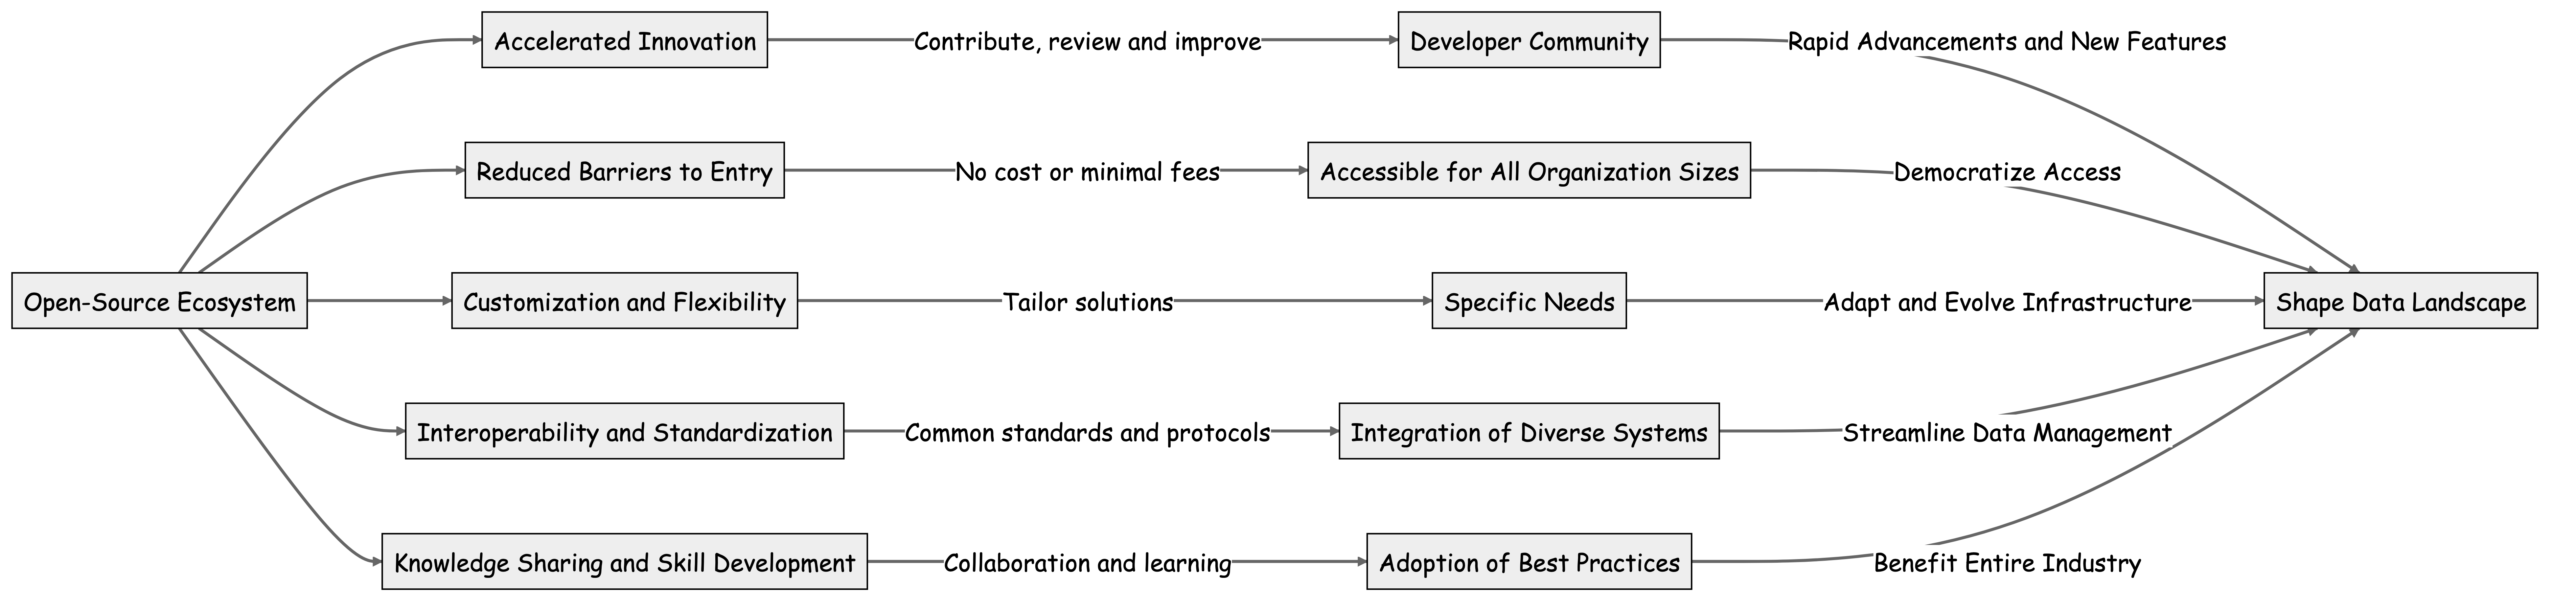 Accelerated Innovation
Contribute, review and improve
Developer Community
Rapid Advancements and New Features
Reduced Barriers to Entry
No cost or minimal fees
Accessible for All Organization Sizes
Democratize Access
Open-Source Ecosystem
Customization and Flexibility
Tailor solutions
Specific Needs
Adapt and Evolve Infrastructure
Shape Data Landscape
Interoperability and Standardization
Common standards and protocols
Integration of Diverse Systems
Streamline Data Management
Knowledge Sharing and Skill Development
Collaboration and learning
Adoption of Best Practices
Benefit Entire Industry